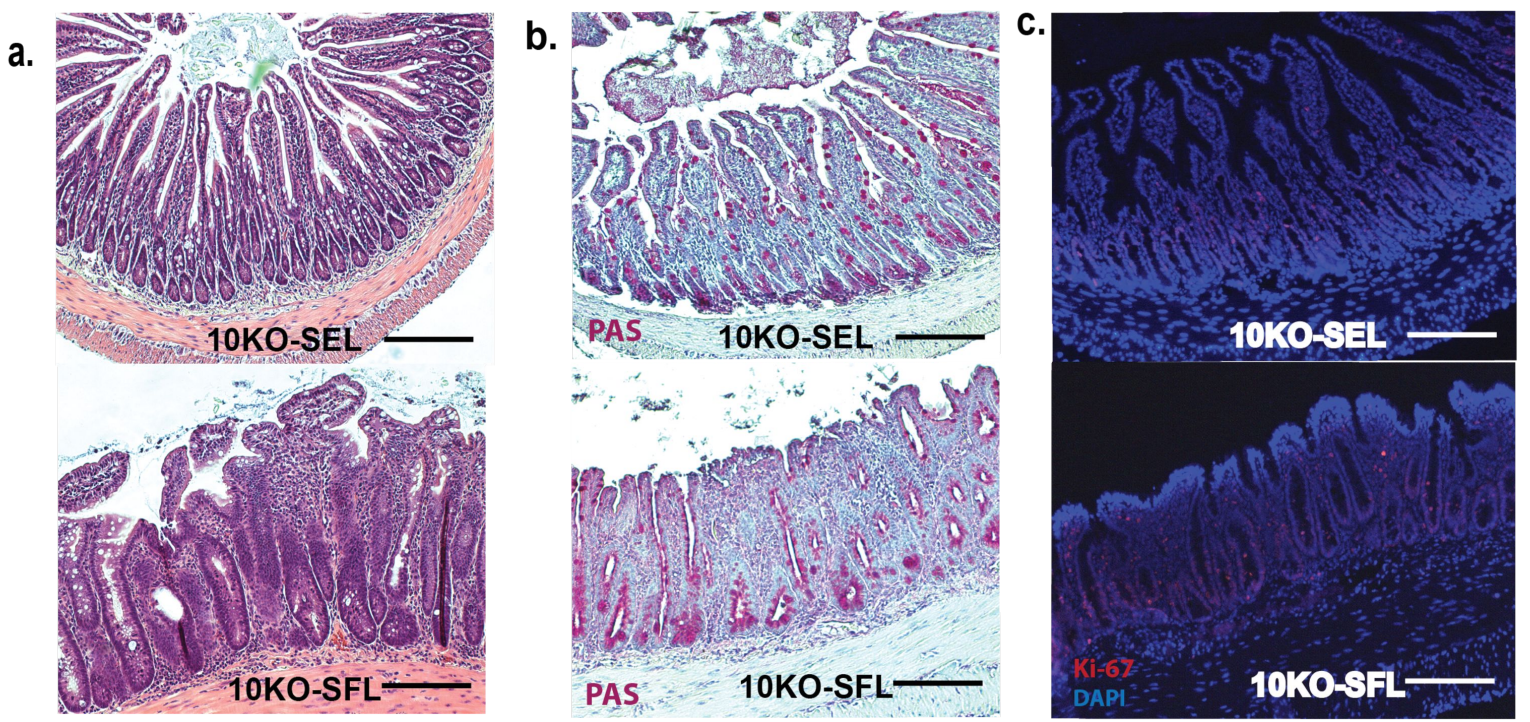 a.
b.
c.
10KO-SEL
PAS
10KO-SEL
10KO-SEL
10KO-SFL
PAS
10KO-SFL
Ki-67
DAPI
10KO-SFL